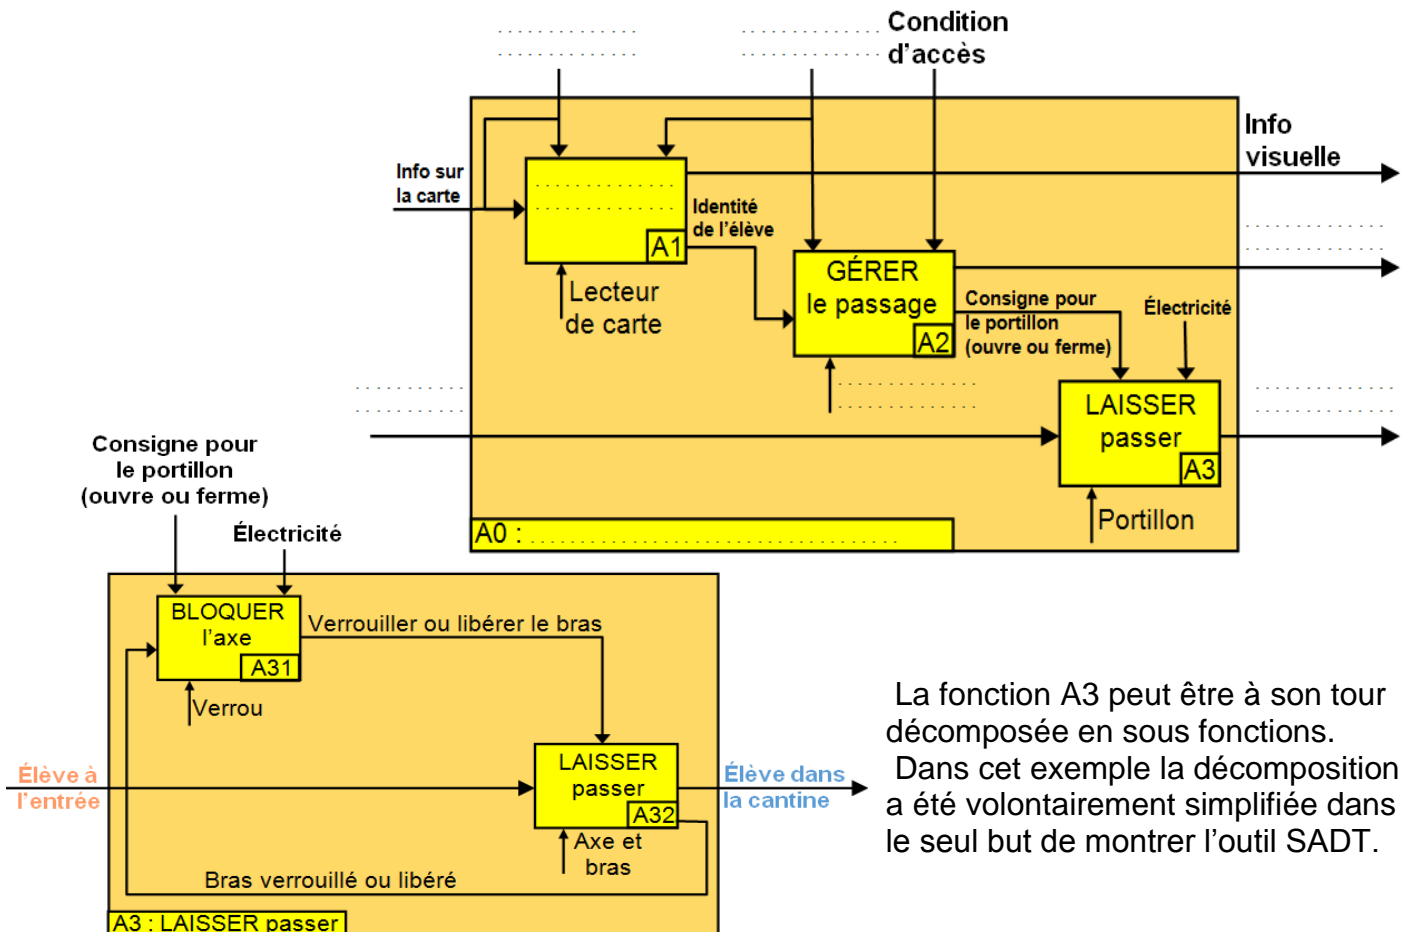 . . . . . . . . . . . . . .
. . . . . . . . . . . . . .
. . . . . . . . . . . . . .
. . . . . . . . . . . . . .
Condition
d'accès
Info
visuelle
Info sur
la carte
. . . . . . . . . . . . . .
. . . . . . . . . . . . . .
A1
Identité
de l'élève
Lecteur
de carte
GÉRER
le passage
A2
. . . . . . . . . . . . . .
. . . . . . . . . . . . . .
Consigne pour
le portillon
(ouvre ou ferme)
Électricité
. . . . . . . . . . . . . .
. . . . . . . . . . . . . .
. . . . . . . . . . . . . .
. . . . . . . . . . . . . .
LAISSER
passer
A3
. . . . . . . . . . . . . .
. . . . . . . . . . . . . .
Portillon
A0 : . . . . . . . . . . . . . . . . . . . . . . . . . . . . . . . . . . . .
Consigne pour
le portillon
(ouvre ou ferme)
Électricité
BLOQUER
l'axe
A31
Verrouiller ou libérer le bras
Verrou
Élève à
l'entrée
LAISSER
passer
A32
Élève dans
la cantine
Axe et
bras
Bras verrouillé ou libéré
A3 : LAISSER passer
La fonction A3 peut être à son tour
décomposée en sous fonctions.
Dans cet exemple la décomposition
a été volontairement simplifiée dans
le seul but de montrer l'outil SADT.